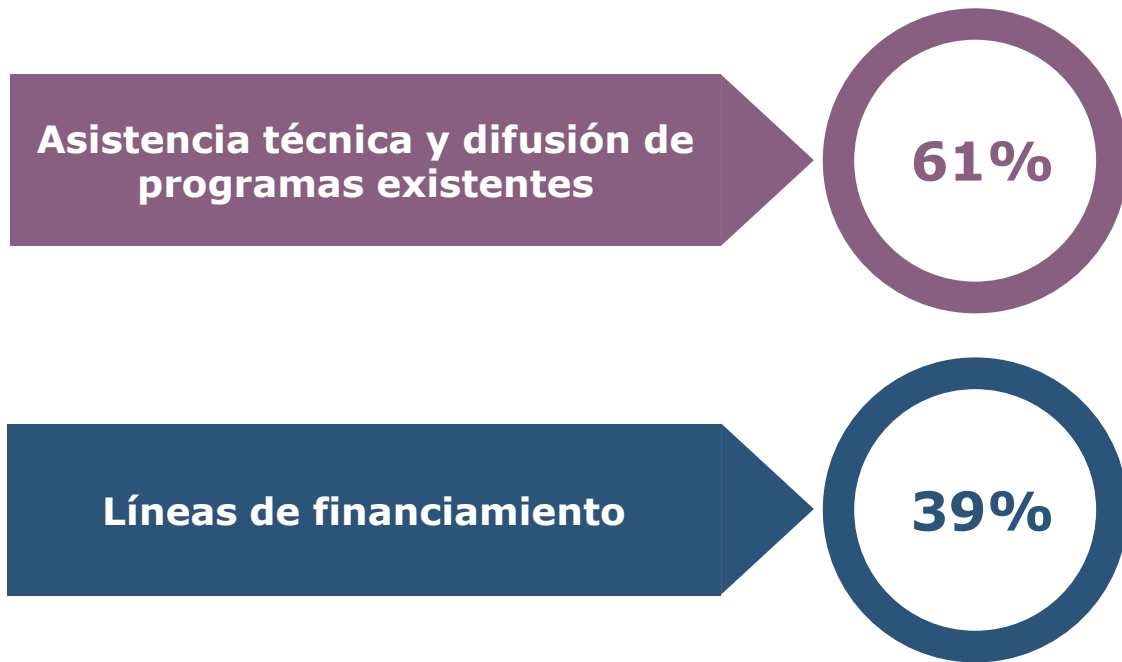 Asistencia técnica y difusión de
programas existentes
61%
Líneas de financiamiento
39%